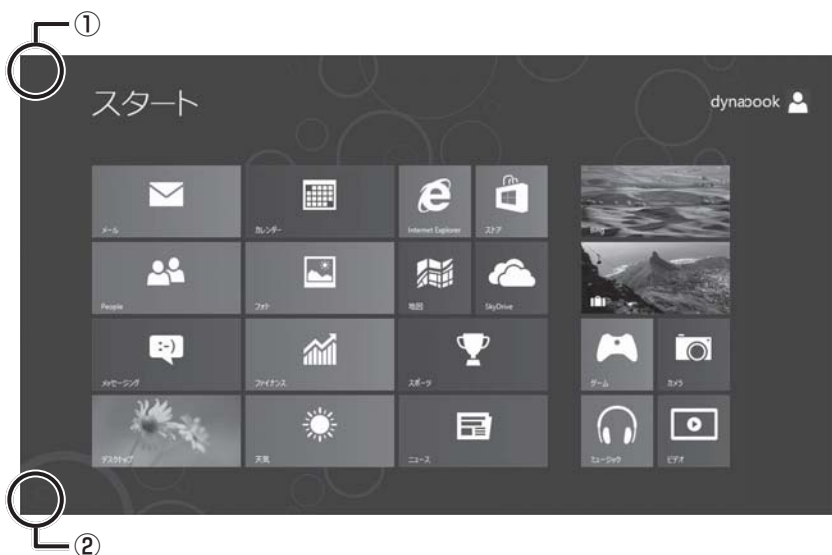 ①
スタート
dynabook
メール
カレンダー
Internet Explorer
ストア
Bing
People
フォト
地図
SkyDrive
メッセージング
ファイナンス
スポーツ
ゲーム
カメラ
デスクトップ
天気
ニュース
ミュージック
ビデオ
②